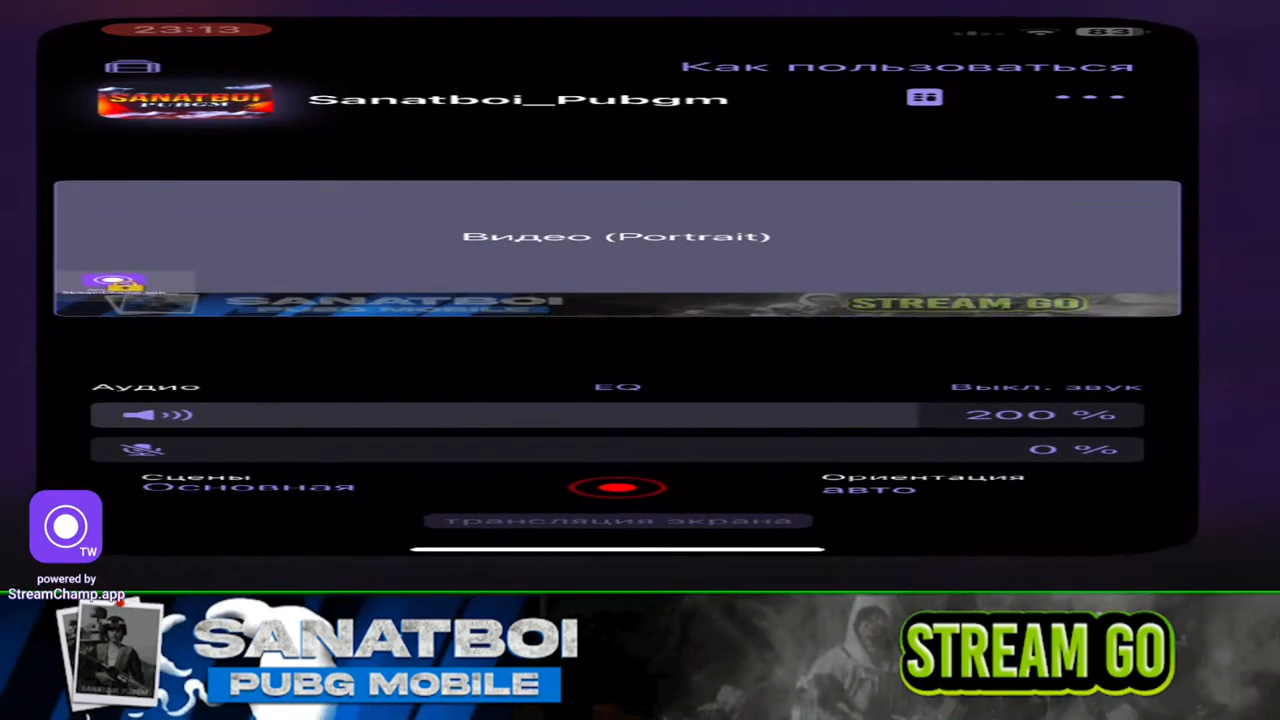 23:13
83
Как пользоваться
SANATBOI
PUBGM
Sanatboi_Pubgm
Видео (Portrait)
SANATBOI
PUBG MOBILE
STREAM GO
Аудио
EQ
Выкл. звук
200 %
0 %
Сцены
Основная
Ориентация
авто
трансляция экрана
TW
powered by
StreamChamp.app
SANATBOI
PUBG MOBILE
STREAM GO